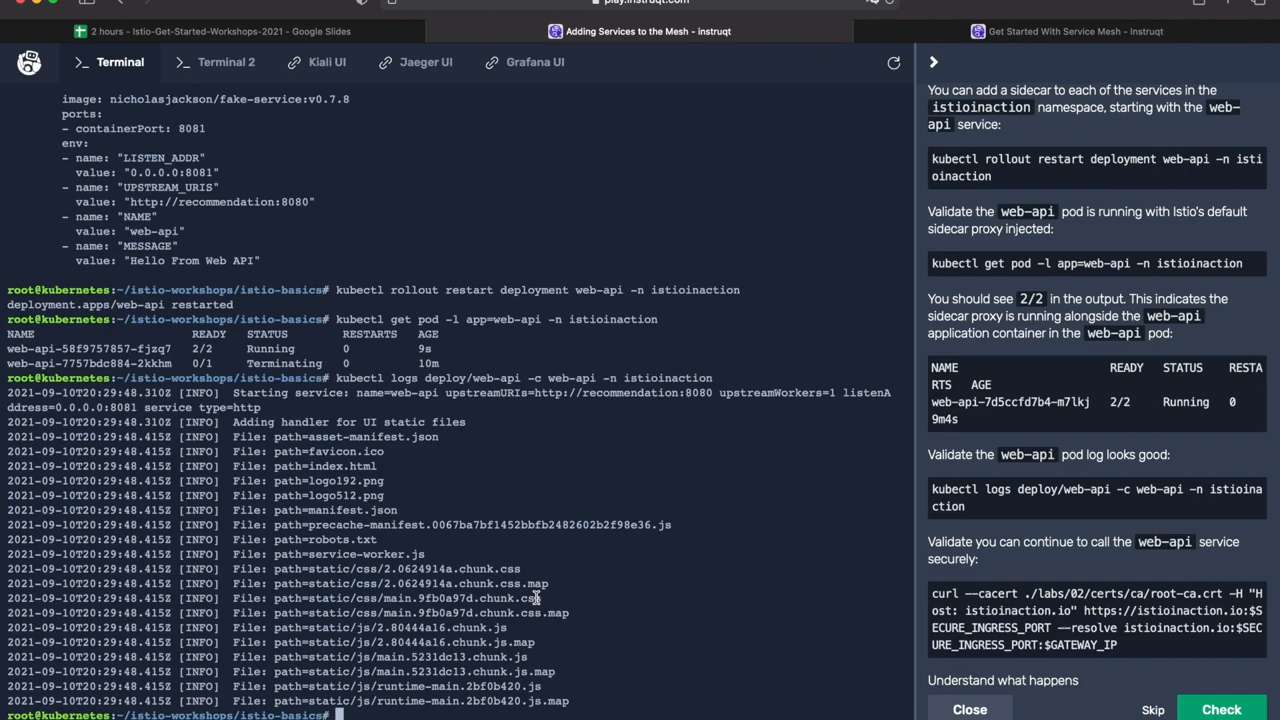 play.instruqt.com
2 hours - Istio-Get-Started-Workshops-2021 - Google Slides
Adding Services to the Mesh - instruqt
Get Started With Service Mesh - Instruqt
>_ Terminal
>_ Terminal 2
Kiali UI
Jaeger UI
Grafana UI
image: nicholasjackson/fake-service:v0.7.8
ports:
- containerPort: 8081
env:
- name: "LISTEN_ADDR"
value: "0.0.0.0:8081"
- name: "UPSTREAM_URIS"
value: "http://recommendation:8080"
- name: "NAME"
value: "web-api"
- name: "MESSAGE"
value: "Hello From Web API"
root@kubernetes:~/istio-workshops/istio-basics# kubectl rollout restart deployment web-api -n istioinaction
deployment.apps/web-api restarted
root@kubernetes:~/istio-workshops/istio-basics# kubectl get pod -l app=web-api -n istioinaction
NAME READY STATUS RESTARTS AGE
web-api-58f9757857-fjzq7 2/2 Running 0 9s
web-api-7757bdc884-2kkhm 0/1 Terminating 0 10m
root@kubernetes:~/istio-workshops/istio-basics# kubectl logs deploy/web-api -c web-api -n istioinaction
2021-09-10T20:29:48.310Z [INFO] Starting service: name=web-api upstreamURIs=http://recommendation:8080 upstreamWorkers=1 listenA
ddress=0.0.0.0:8081 service type=http
2021-09-10T20:29:48.310Z [INFO] Adding handler for UI static files
2021-09-10T20:29:48.415Z [INFO] File: path=asset-manifest.json
2021-09-10T20:29:48.415Z [INFO] File: path=favicon.ico
2021-09-10T20:29:48.415Z [INFO] File: path=index.html
2021-09-10T20:29:48.415Z [INFO] File: path=logo192.png
2021-09-10T20:29:48.415Z [INFO] File: path=logo512.png
2021-09-10T20:29:48.415Z [INFO] File: path=manifest.json
2021-09-10T20:29:48.415Z [INFO] File: path=precache-manifest.0067ba7bf1452bbfb2482602b2f98e36.js
2021-09-10T20:29:48.415Z [INFO] File: path=robots.txt
2021-09-10T20:29:48.415Z [INFO] File: path=service-worker.js
2021-09-10T20:29:48.415Z [INFO] File: path=static/css/2.0624914a.chunk.css
2021-09-10T20:29:48.415Z [INFO] File: path=static/css/2.0624914a.chunk.css.map
2021-09-10T20:29:48.415Z [INFO] File: path=static/css/main.9fb0a97d.chunk.css
2021-09-10T20:29:48.415Z [INFO] File: path=static/css/main.9fb0a97d.chunk.css.map
2021-09-10T20:29:48.415Z [INFO] File: path=static/js/2.80444a16.chunk.js
2021-09-10T20:29:48.415Z [INFO] File: path=static/js/2.80444a16.chunk.js.map
2021-09-10T20:29:48.415Z [INFO] File: path=static/js/main.5231dc13.chunk.js
2021-09-10T20:29:48.415Z [INFO] File: path=static/js/main.5231dc13.chunk.js.map
2021-09-10T20:29:48.415Z [INFO] File: path=static/js/runtime-main.2bf0b420.js
2021-09-10T20:29:48.415Z [INFO] File: path=static/js/runtime-main.2bf0b420.js.map
root@kubernetes:~/istio-workshops/istio-basics#
You can add a sidecar to each of the services in the
istioinaction namespace, starting with the web-
api service:
kubectl rollout restart deployment web-api -n isti
oinaction
Validate the web-api pod is running with Istio's default
sidecar proxy injected:
kubectl get pod -l app=web-api -n istioinaction
You should see 2/2 in the output. This indicates the
sidecar proxy is running alongside the web-api
application container in the web-api pod:
NAME READY STATUS RESTA
RTS AGE
web-api-7d5ccfd7b4-m7lkj 2/2 Running 0
9m4s
Validate the web-api pod log looks good:
kubectl logs deploy/web-api -c web-api -n istioina
ction
Validate you can continue to call the web-api service
securely:
curl --cacert ./labs/02/certs/ca/root-ca.crt -H "H
ost: istioinaction.io" https://istioinaction.io:$S
ECURE_INGRESS_PORT --resolve istioinaction.io:$SEC
URE_INGRESS_PORT:$GATEWAY_IP
Understand what happens
Close
Skip
Check